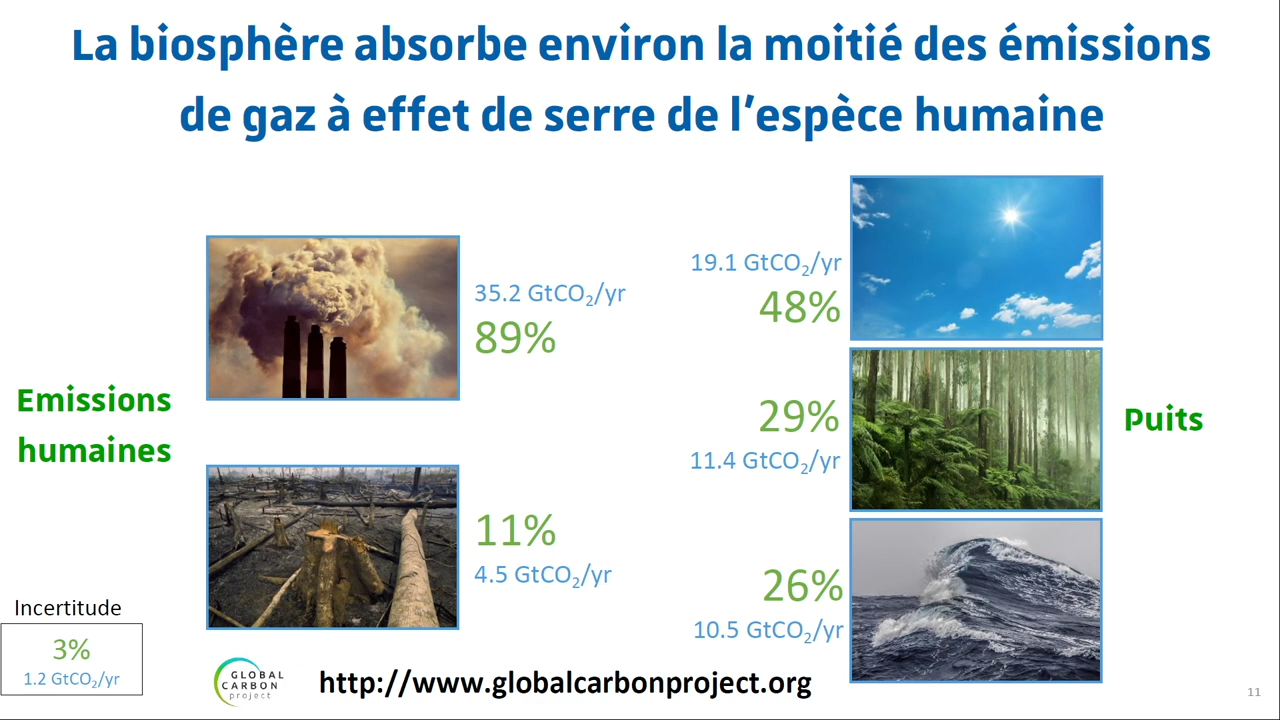 La biosphère absorbe environ la moitié des émissions
de gaz à effet de serre de l'espèce humaine
35.2 GtCO₂/yr
89%
19.1 GtCO₂/yr
48%
Emissions
humaines
29%
11.4 GtCO₂/yr
Puits
11%
4.5 GtCO₂/yr
26%
10.5 GtCO₂/yr
Incertitude
3%
1.2 GtCO₂/yr
GLOBAL
CARBON
project
http://www.globalcarbonproject.org
11